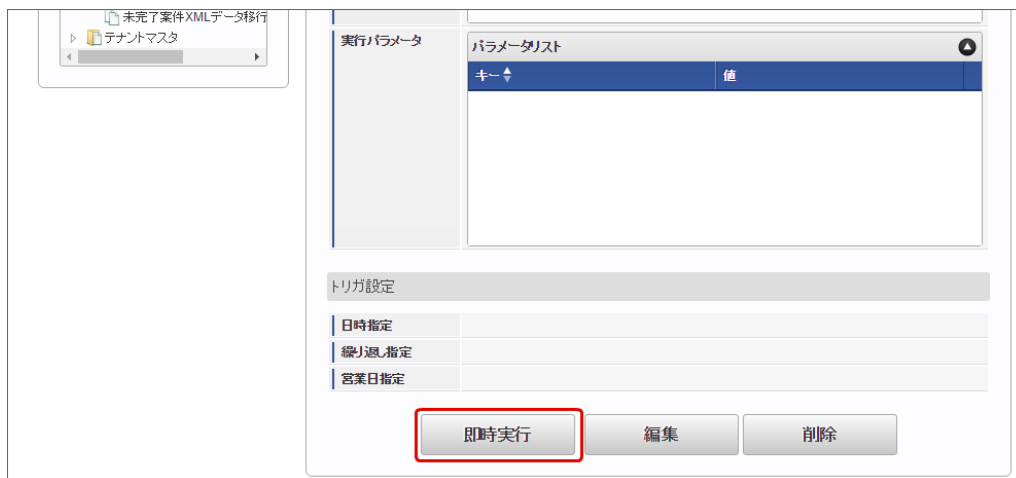 未完了案件XMLデータ移行
テナントマスタ
実行パラメータ
パラメータリスト
キー
値
トリガ設定
日時指定
繰り返し指定
営業日指定
即時実行
編集
削除